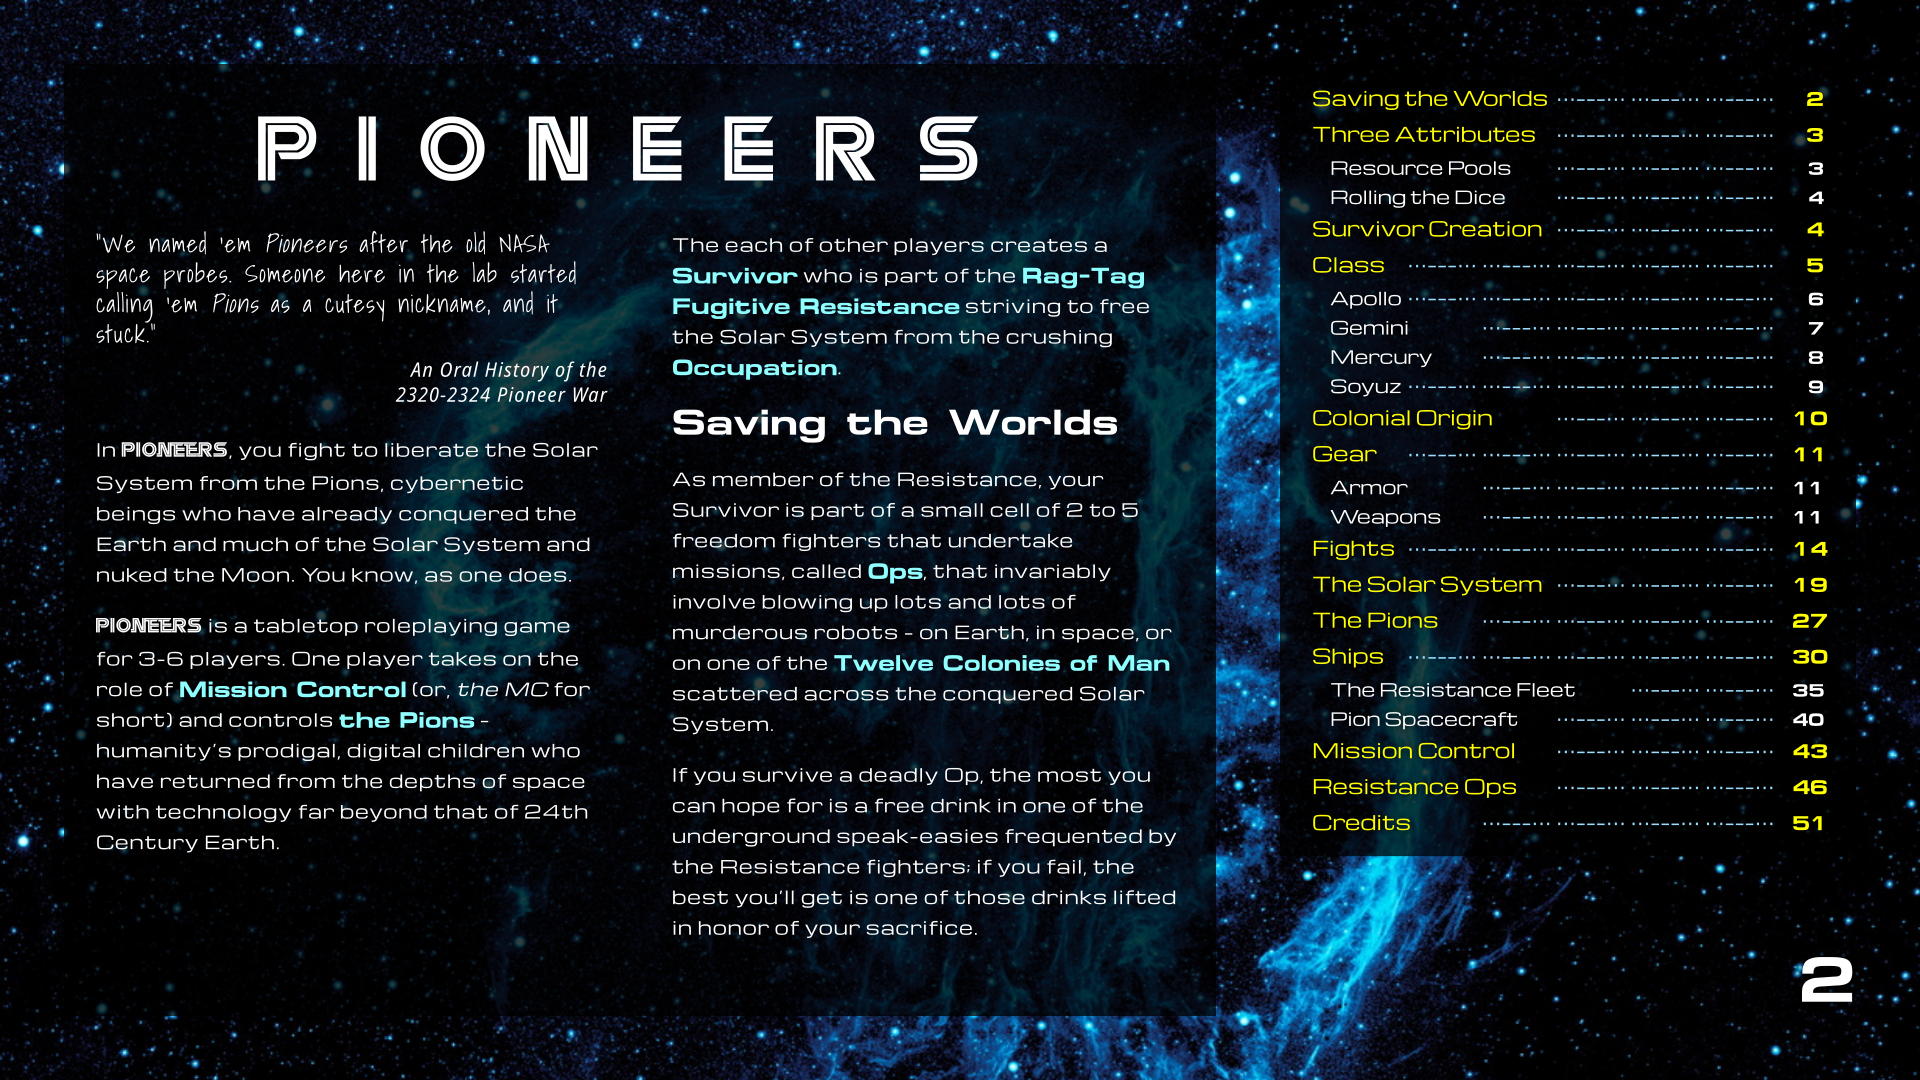 PIONEERS
"We named 'em Pioneers after the old NASA
space probes. Someone here in the lab started
calling 'em Pions as a cutesy nickname, and it
stuck."
An Oral History of the
2320-2324 Pioneer War
In PIONEERS, you fight to liberate the Solar
System from the Pions, cybernetic
beings who have already conquered the
Earth and much of the Solar System and
nuked the Moon. You know, as one does.
PIONEERS is a tabletop roleplaying game
for 3-6 players. One player takes on the
role of Mission Control (or, the MC for
short) and controls the Pions -
humanity's prodigal, digital children who
have returned from the depths of space
with technology far beyond that of 24th
Century Earth.
The each of other players creates a
Survivor who is part of the Rag-Tag
Fugitive Resistance striving to free
the Solar System from the crushing
Occupation.
Saving the Worlds
As member of the Resistance, your
Survivor is part of a small cell of 2 to 5
freedom fighters that undertake
missions, called Ops, that invariably
involve blowing up lots and lots of
murderous robots - on Earth, in space, or
on one of the Twelve Colonies of Man
scattered across the conquered Solar
System.
If you survive a deadly Op, the most you
can hope for is a free drink in one of the
underground speak-easies frequented by
the Resistance fighters; if you fail, the
best you'll get is one of those drinks lifted
in honor of your sacrifice.
Saving the Worlds 2
Three Attributes 3
Resource Pools 3
Rolling the Dice 4
Survivor Creation 4
Class 5
Apollo 6
Gemini 7
Mercury 8
Soyuz 9
Colonial Origin 10
Gear 11
Armor 11
Weapons 11
Fights 14
The Solar System 19
The Pions 27
Ships 30
The Resistance Fleet 35
Pion Spacecraft 40
Mission Control 43
Resistance Ops 46
Credits 51
2